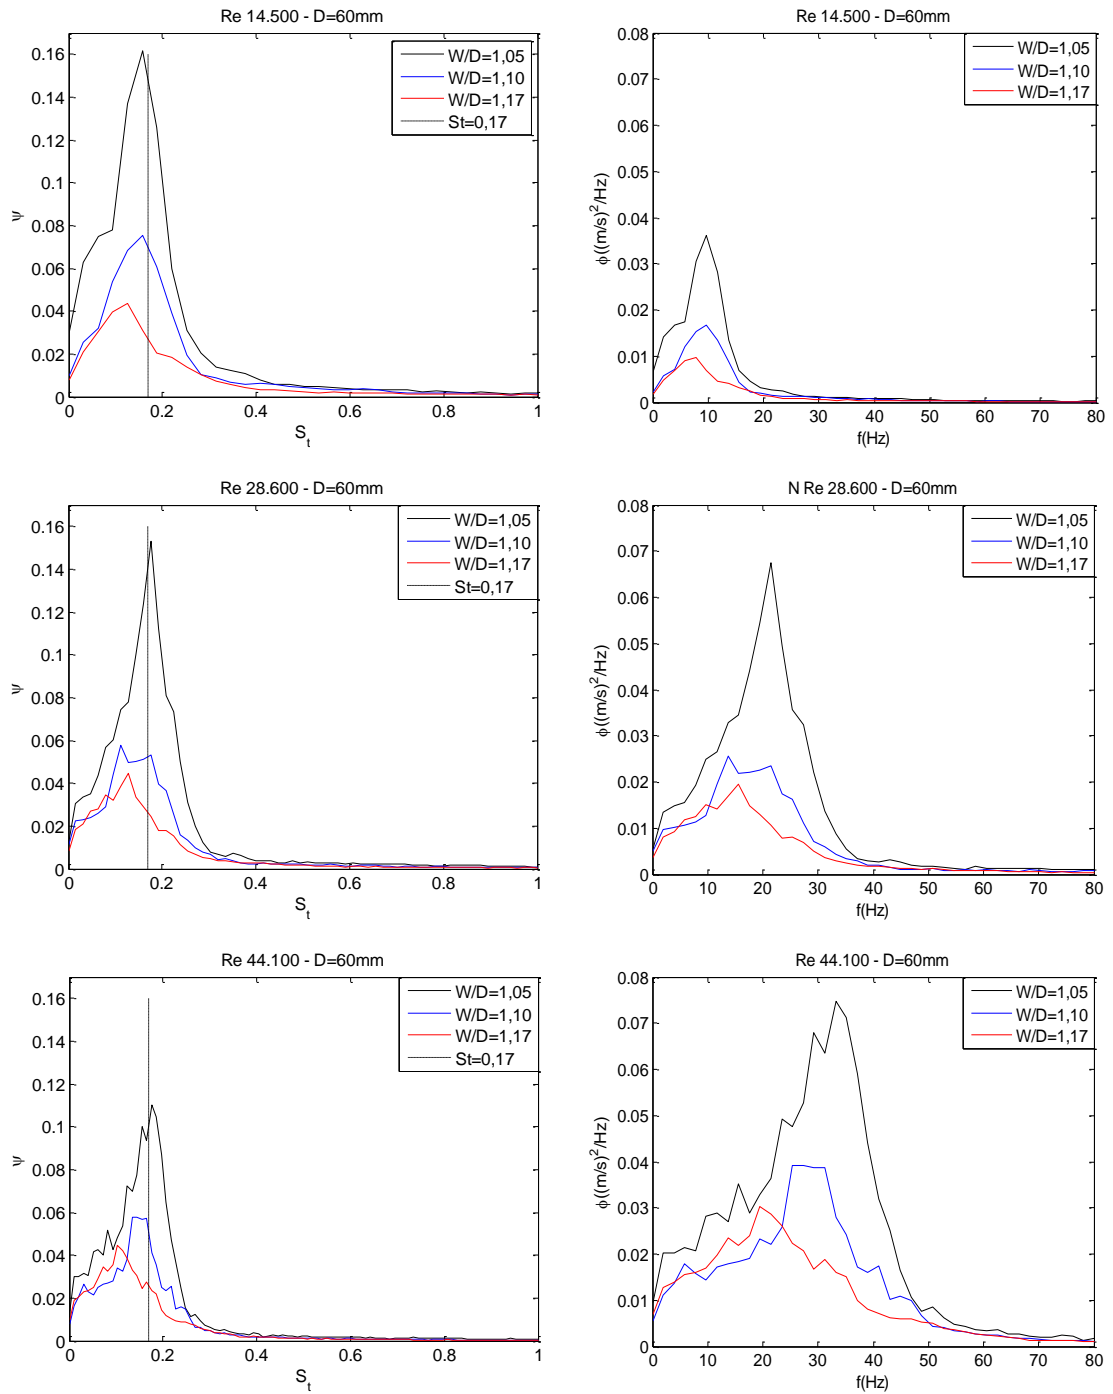 Re 14.500 - D=60mm
0.16
0.14
0.12
0.1
0.08
0.06
0.04
0.02
0
ψ
0
0.2
0.4
0.6
0.8
1
S_t
W/D=1,05
W/D=1,10
W/D=1,17
St=0,17
Re 14.500 - D=60mm
0.08
0.07
0.06
0.05
0.04
0.03
0.02
0.01
0
ϕ((m/s)²/Hz)
0
10
20
30
40
50
60
70
80
f(Hz)
W/D=1,05
W/D=1,10
W/D=1,17
Re 28.600 - D=60mm
0.16
0.14
0.12
0.1
0.08
0.06
0.04
0.02
0
ψ
0
0.2
0.4
0.6
0.8
1
S_t
W/D=1,05
W/D=1,10
W/D=1,17
St=0,17
N Re 28.600 - D=60mm
0.08
0.07
0.06
0.05
0.04
0.03
0.02
0.01
0
ϕ((m/s)²/Hz)
0
10
20
30
40
50
60
70
80
f(Hz)
W/D=1,05
W/D=1,10
W/D=1,17
Re 44.100 - D=60mm
0.16
0.14
0.12
0.1
0.08
0.06
0.04
0.02
0
ψ
0
0.2
0.4
0.6
0.8
1
S_t
W/D=1,05
W/D=1,10
W/D=1,17
St=0,17
Re 44.100 - D=60mm
0.08
0.07
0.06
0.05
0.04
0.03
0.02
0.01
0
ϕ((m/s)²/Hz)
0
10
20
30
40
50
60
70
80
f(Hz)
W/D=1,05
W/D=1,10
W/D=1,17